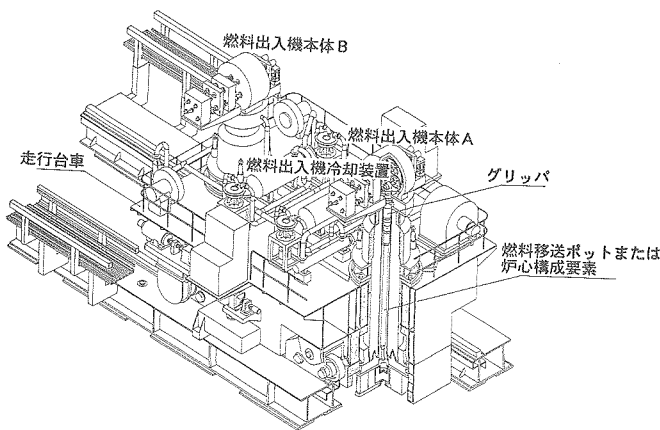 燃料出入機本体B
燃料出入機本体A
走行台車
燃料出入機冷却装置
グリッパ
燃料移送ポットまたは
炉心構成要素